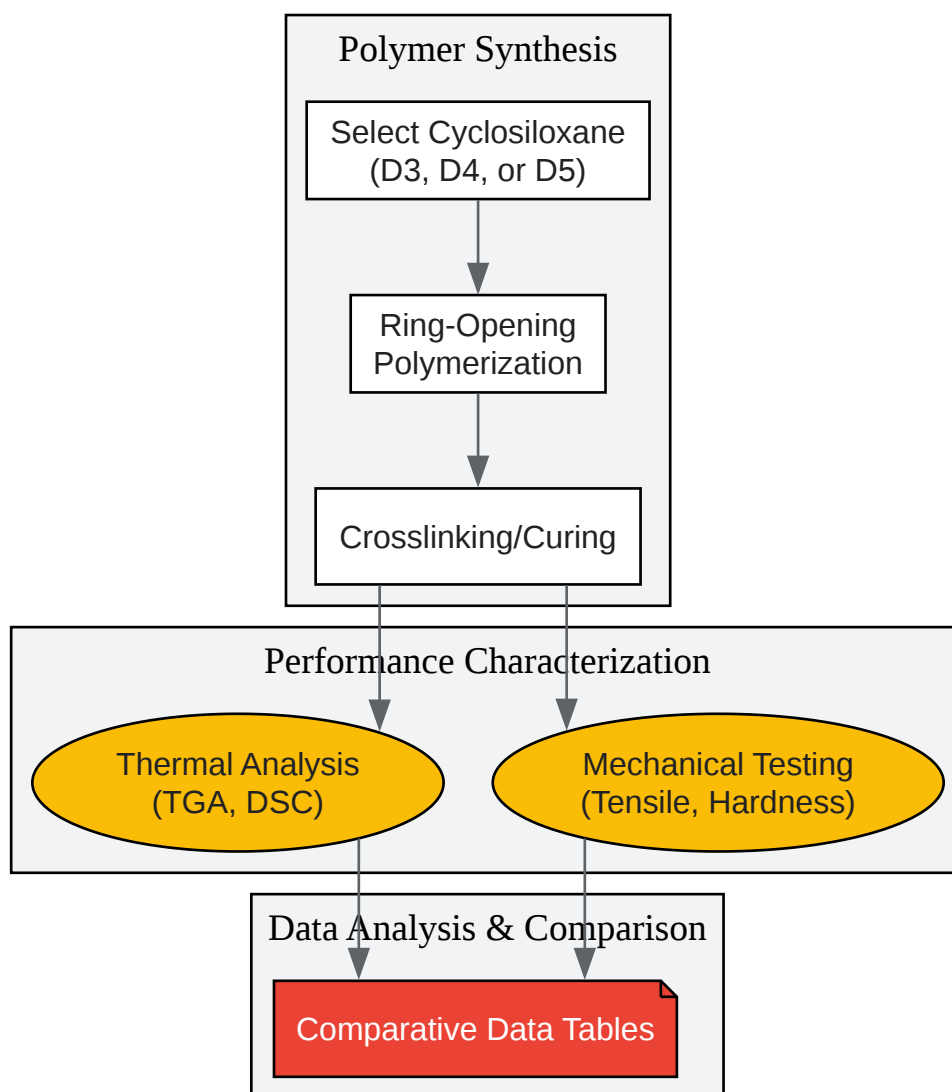 Polymer Synthesis
Select Cyclosiloxane
(D3, D4, or D5)
Ring-Opening
Polymerization
Crosslinking/Curing
Performance Characterization
Thermal Analysis
(TGA, DSC)
Mechanical Testing
(Tensile, Hardness)
Data Analysis & Comparison
Comparative Data Tables